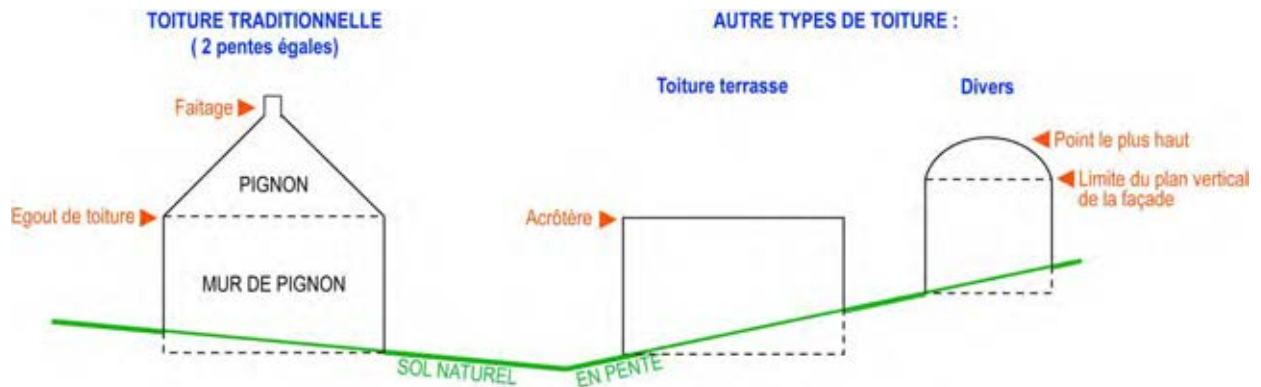 TOITURE TRADITIONNELLE
( 2 pentes égales)
AUTRE TYPES DE TOITURE :
Toiture terrasse
Divers
Faitage
Point le plus haut
PIGNON
Limite du plan vertical
de la façade
Egout de toiture
Acrôtère
MUR DE PIGNON
SOL NATUREL
EN PENTE